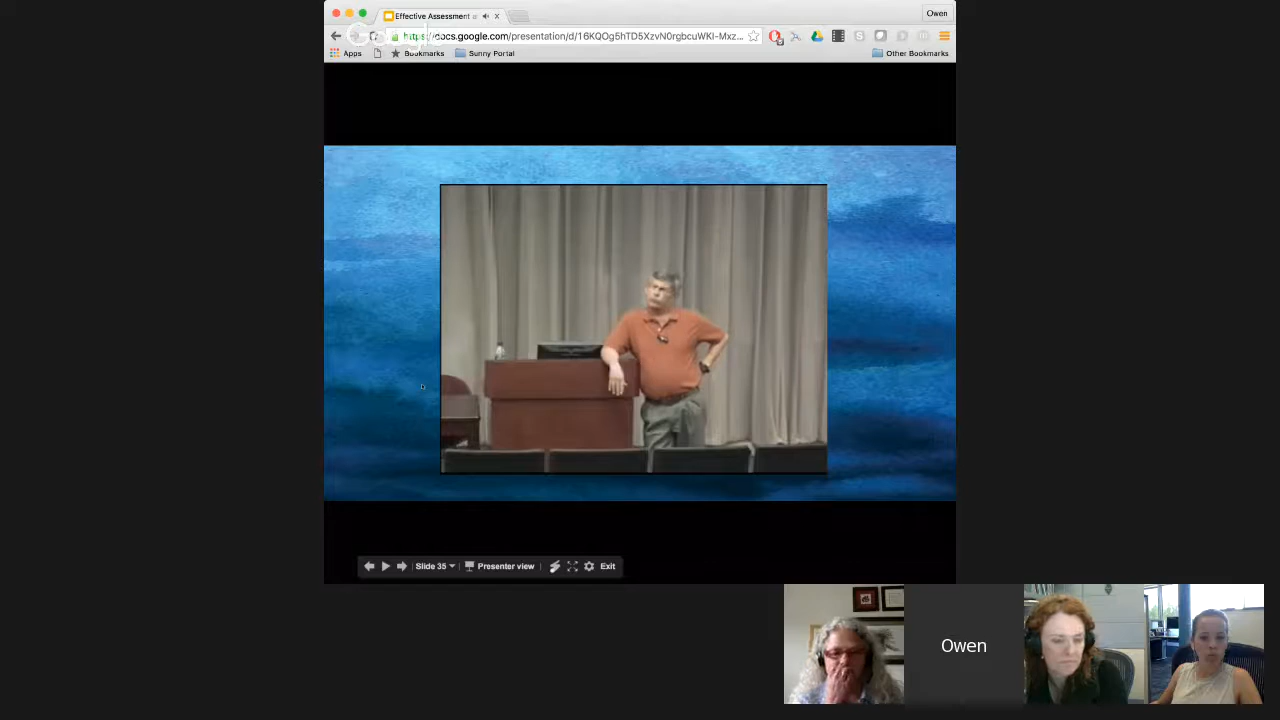 Effective Assessment
Owen
https://docs.google.com/presentation/d/16KQOg5hTD5XzvN0rgbcuWKI-Mxz...
Apps
Bookmarks
Sunny Portal
Other Bookmarks
Slide 35
Presenter view
Exit
Owen